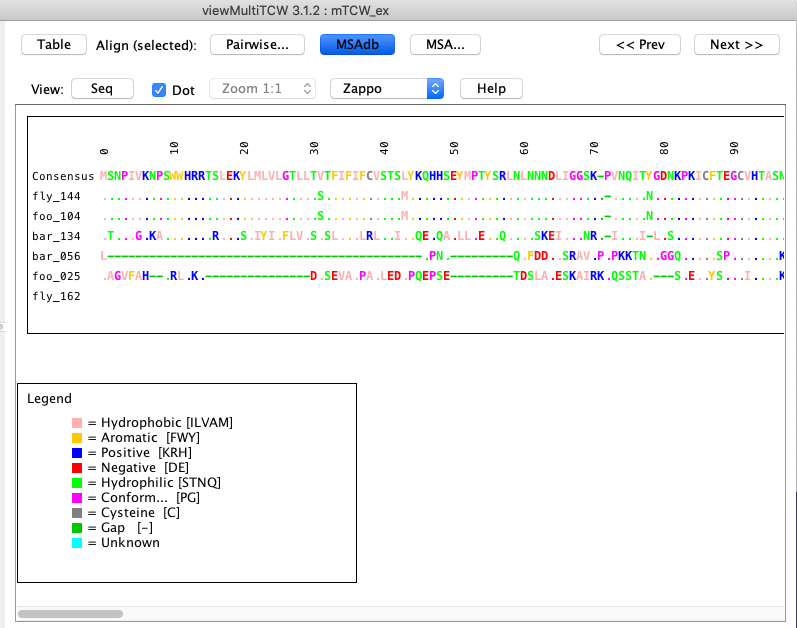 viewMultiTCW 3.1.2 : mTCW_ex
Table Align (selected): Pairwise... MSAdb MSA... << Prev Next >>
View: Seq Dot Zoom 1:1 Zappo Help
0 10 20 30 40 50 60 70 80 90
Consensus MSNPIVKNPSWWHRRTSLEKYLMLVLGTLLTVTFIFIFCVSTSLYKQHHSEYMPTYSRLNLNNNDLIGGSK-PVNQITYGDNKPKICFTEGCVHTASN
fly_144 ...............................S...........M............................-.....N...................
foo_104 ...............................S...........M............................-.....N...................
bar_134 .T...G.KA.......R...S.IYI.FLV.S.SL...LRL..I..QE.QA.LL.E..Q....SKEI...NR.-I...I-L.S................
bar_056 L---------------------------------------------.PN.---------Q.FDD..SRAV.P.PKKTN..GGQ.....SP.......K
foo_025 .AGVFAH--.RL.K.---------------D.SEVA.PA.LED.PQEPSE---------TDSLA.ESKAIRK.QSSTA.---S.E..YS...I....K
fly_162
Legend
= Hydrophobic [ILVAM]
= Aromatic [FWY]
= Positive [KRH]
= Negative [DE]
= Hydrophilic [STNQ]
= Conform... [PG]
= Cysteine [C]
= Gap [-]
= Unknown